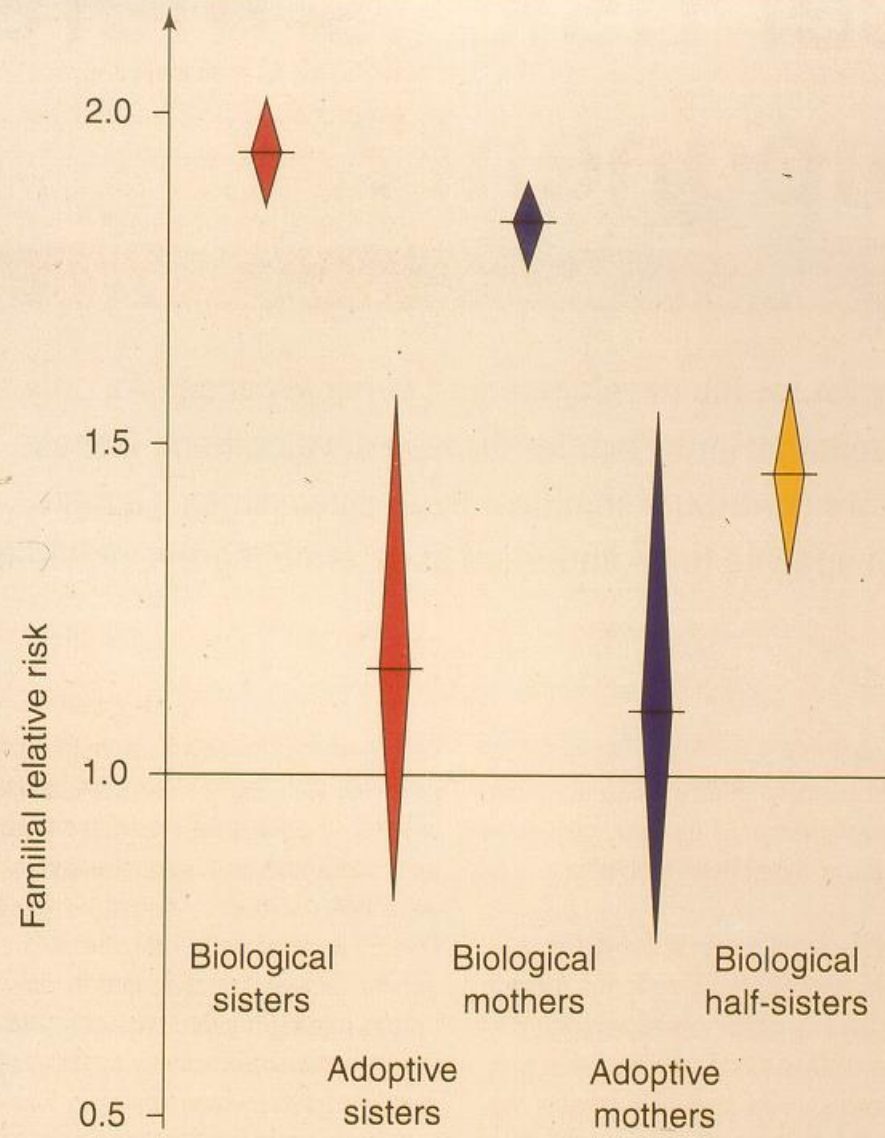 2.0
1.5
1.0
0.5
Familial relative risk
Biological
sisters
Adoptive
sisters
Biological
mothers
Adoptive
mothers
Biological
half-sisters